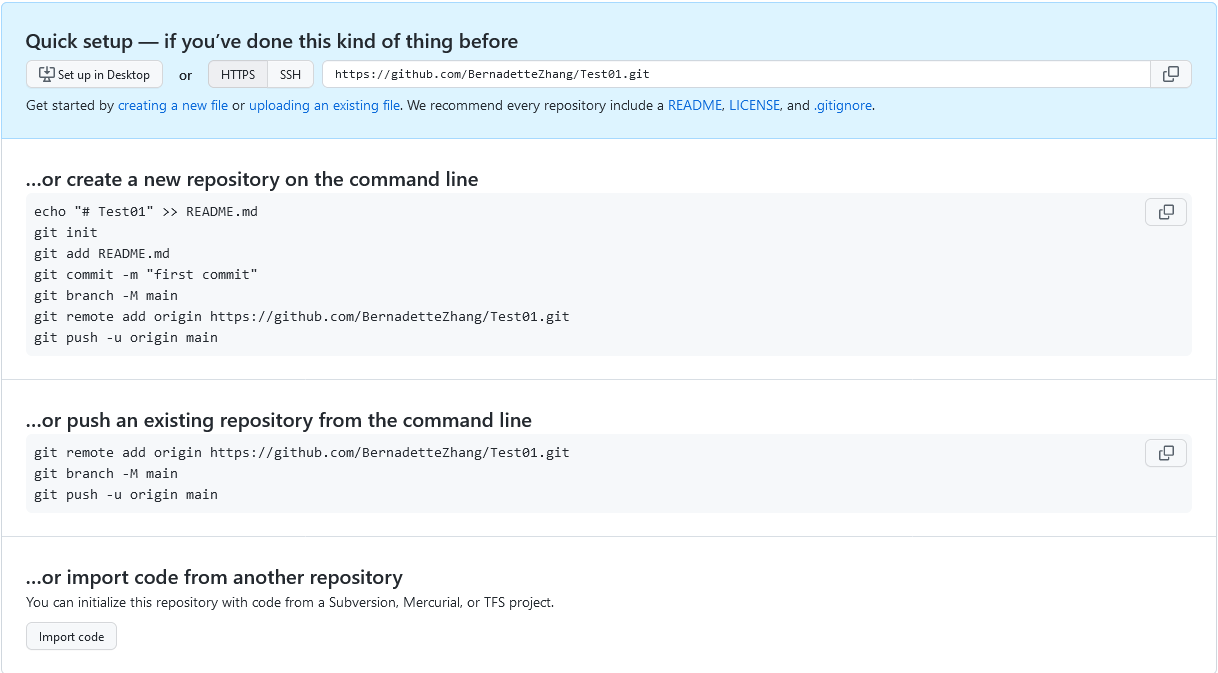 Quick setup — if you’ve done this kind of thing before
Set up in Desktop or HTTPS SSH https://github.com/BernadetteZhang/Test01.git
Get started by creating a new file or uploading an existing file. We recommend every repository include a README, LICENSE, and .gitignore.
…or create a new repository on the command line
echo "# Test01" >> README.md
git init
git add README.md
git commit -m "first commit"
git branch -M main
git remote add origin https://github.com/BernadetteZhang/Test01.git
git push -u origin main
…or push an existing repository from the command line
git remote add origin https://github.com/BernadetteZhang/Test01.git
git branch -M main
git push -u origin main
…or import code from another repository
You can initialize this repository with code from a Subversion, Mercurial, or TFS project.
Import code